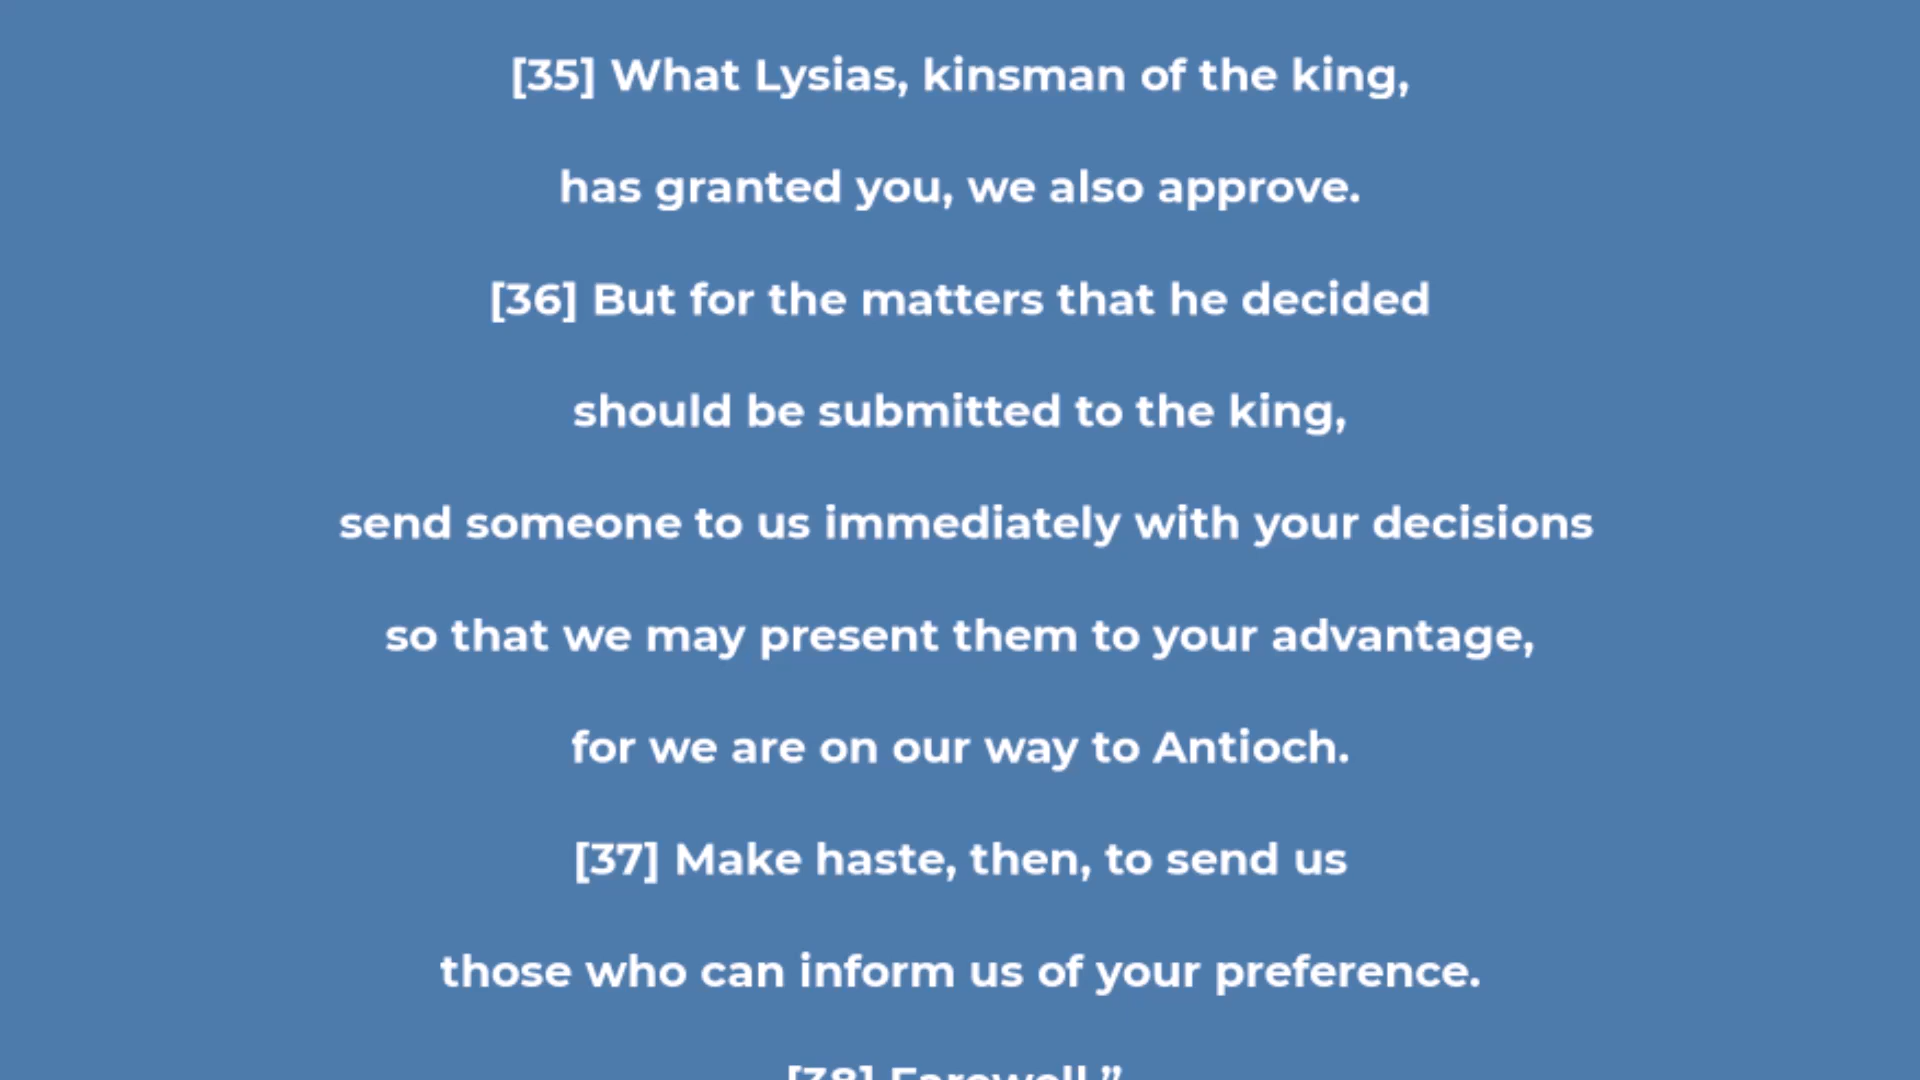 [35] What Lysias, kinsman of the king,
has granted you, we also approve.
[36] But for the matters that he decided
should be submitted to the king,
send someone to us immediately with your decisions
so that we may present them to your advantage,
for we are on our way to Antioch.
[37] Make haste, then, to send us
those who can inform us of your preference.
[38] Farewell.”